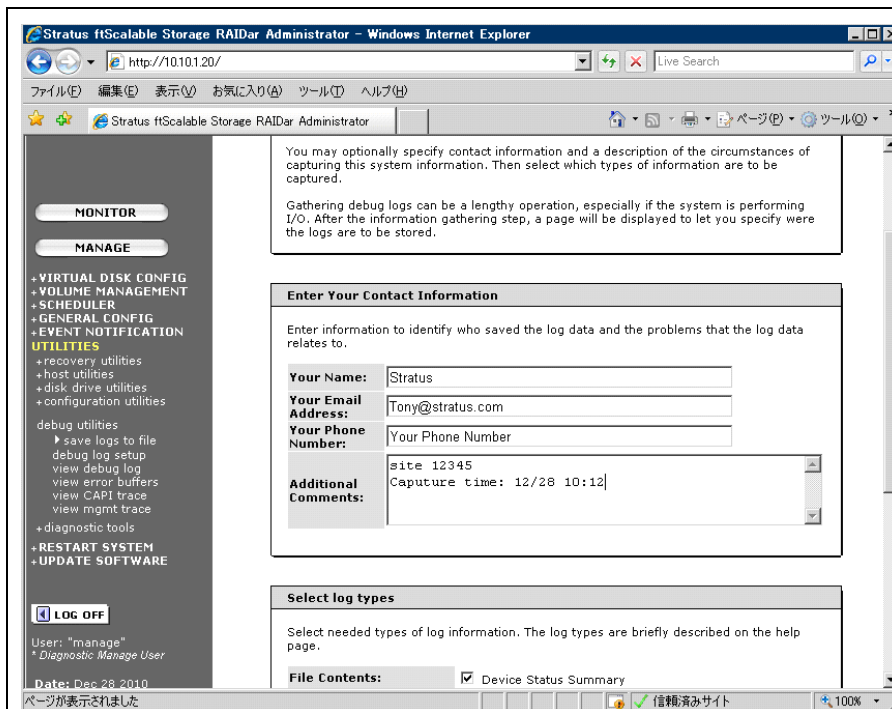 Stratus ftScalable Storage RAIDar Administrator - Windows Internet Explorer
http://10.10.1.20/
Live Search
ファイル(F) 編集(E) 表示(V) お気に入り(A) ツール(T) ヘルプ(H)
Stratus ftScalable Storage RAIDar Administrator
ページ(P) ツール(O)
MONITOR
MANAGE
+VIRTUAL DISK CONFIG
+VOLUME MANAGEMENT
+SCHEDULER
+GENERAL CONFIG
+EVENT NOTIFICATION
UTILITIES
+recovery utilities
+host utilities
+disk drive utilities
+configuration utilities
debug utilities
save logs to file
debug log setup
view debug log
view error buffers
view CAPI trace
view mgmt trace
+diagnostic tools
+RESTART SYSTEM
+UPDATE SOFTWARE
LOG OFF
User: "manage"
* Diagnostic Manage User
Date: Dec 28 2010
You may optionally specify contact information and a description of the circumstances of
capturing this system information. Then select which types of information are to be
captured.
Gathering debug logs can be a lengthy operation, especially if the system is performing
I/O. After the information gathering step, a page will be displayed to let you specify were
the logs are to be stored.
Enter Your Contact Information
Enter information to identify who saved the log data and the problems that the log data
relates to.
Your Name: Stratus
Your Email
Address: Tony@stratus.com
Your Phone
Number: Your Phone Number
Additional
Comments:
site 12345
Caputure time: 12/28 10:12
Select log types
Select needed types of log information. The log types are briefly described on the help
page.
File Contents: Device Status Summary
ページが表示されました
信頼済みサイト
100%